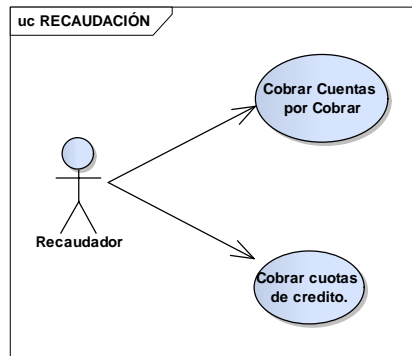 uc RECAUDACIÓN
Cobrar Cuentas
por Cobrar
Recaudador
Cobrar cuotas
de credito.